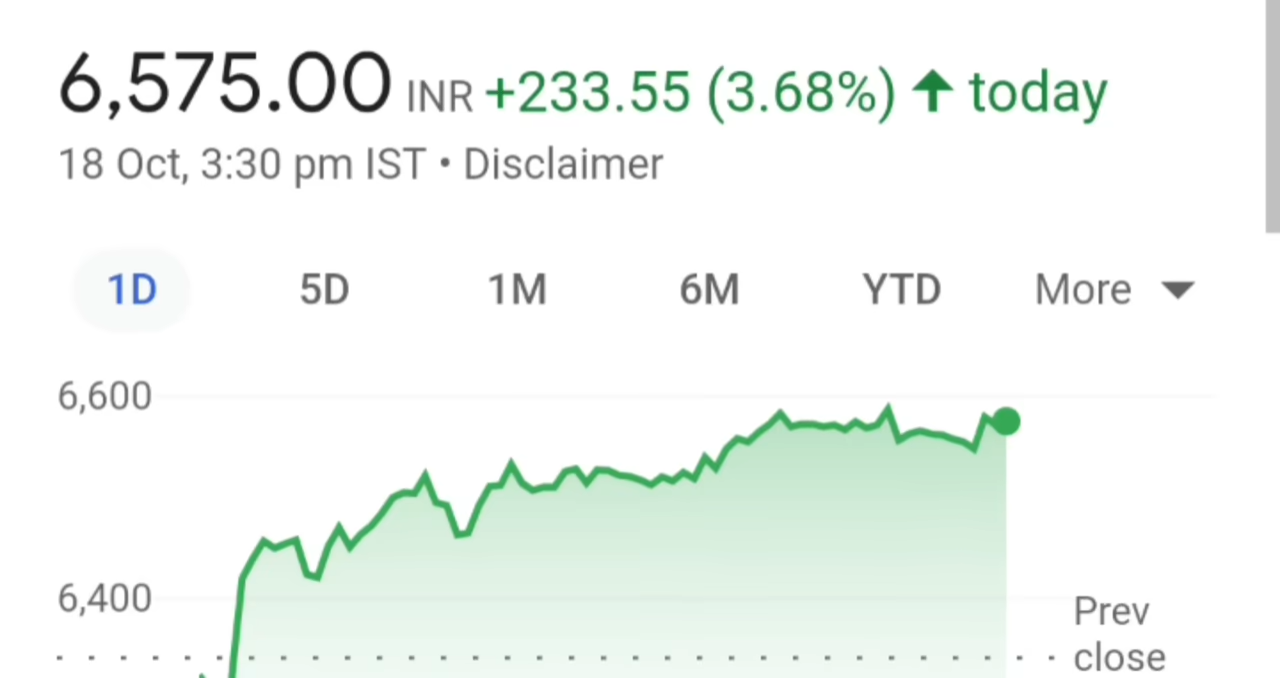 6,575.00 INR +233.55 (3.68%) ↑ today
18 Oct, 3:30 pm IST • Disclaimer
1D 5D 1M 6M YTD More
6,600
6,400
Prev
close